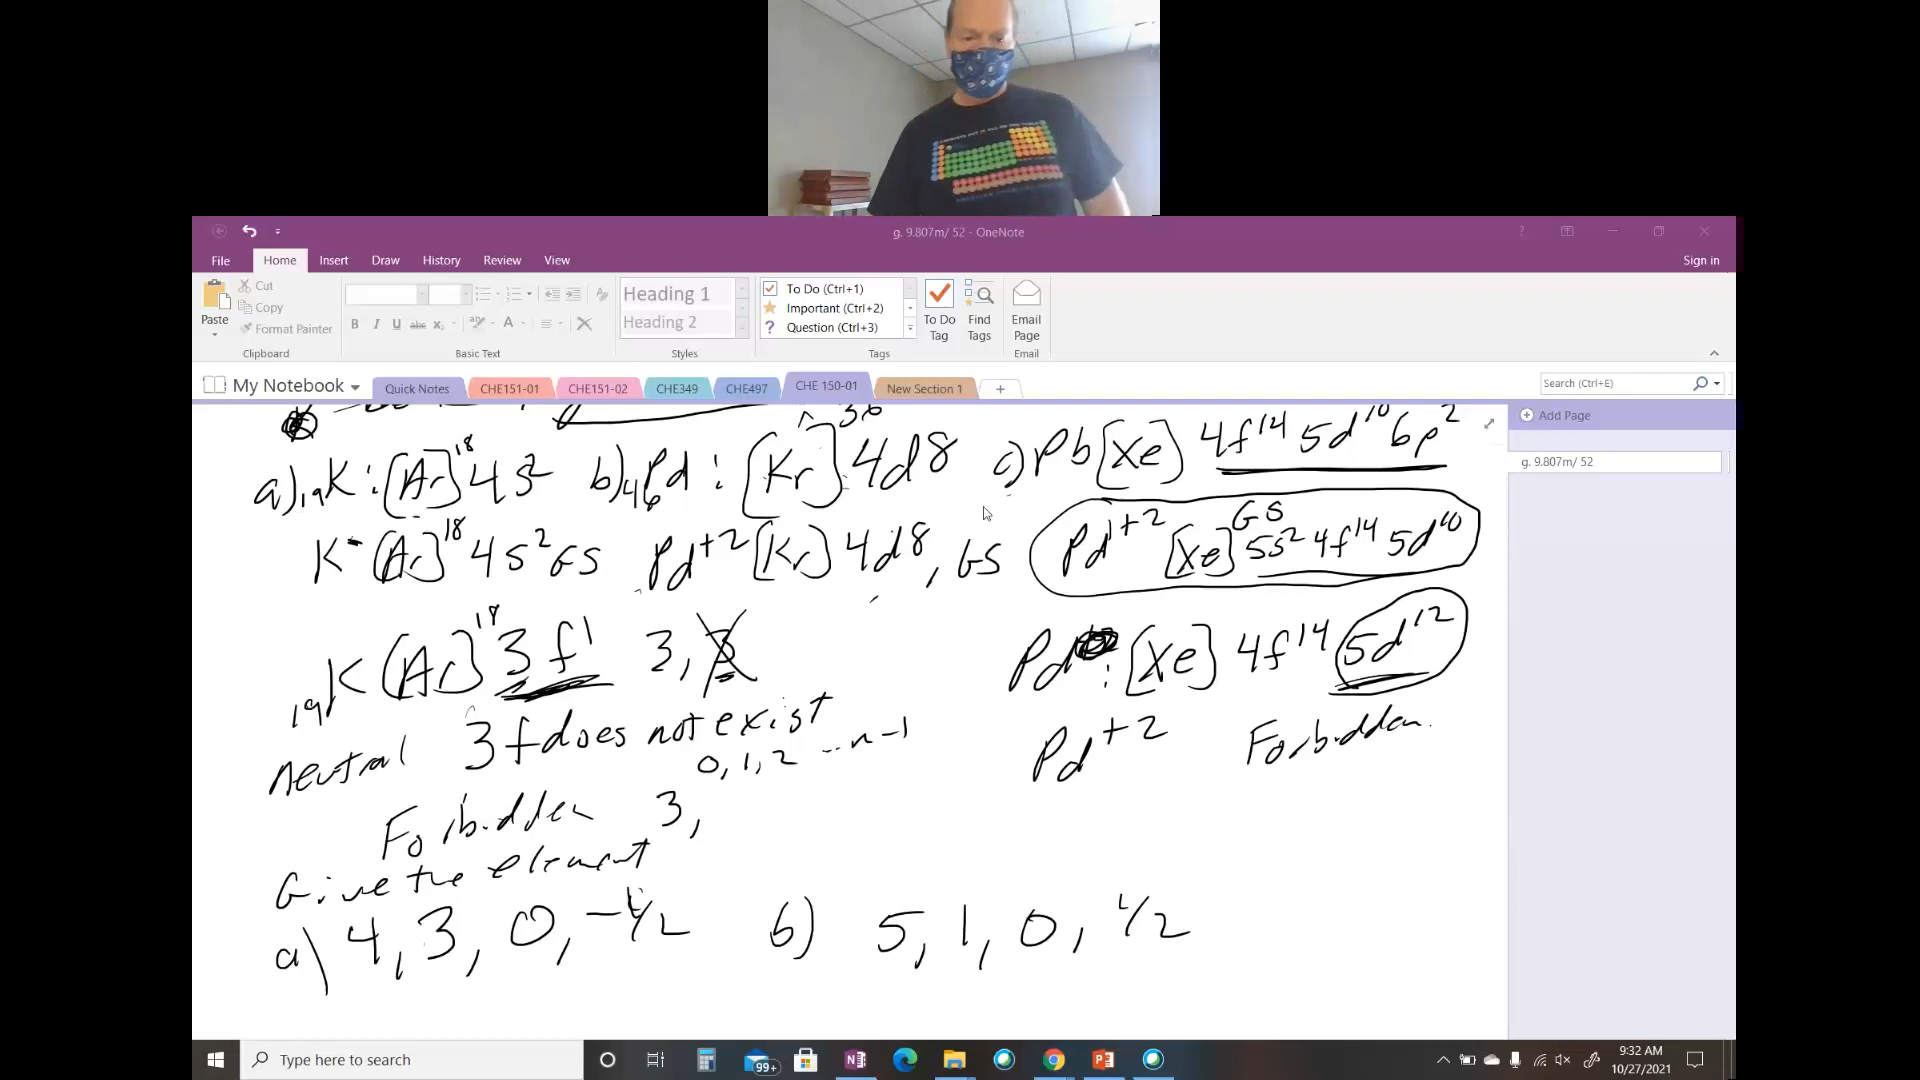 g. 9.807m/ 52 - OneNote
File Home Insert Draw History Review View Sign in
Paste
Cut
Copy
Format Painter
Clipboard
B I U abc X₂ A
Basic Text
Heading 1
Heading 2
Styles
To Do (Ctrl+1)
Important (Ctrl+2)
Question (Ctrl+3)
Tags
To Do Tag
Find Tags
Email Page
Email
My Notebook Quick Notes CHE151-01 CHE151-02 CHE349 CHE497 CHE 150-01 New Section 1 +
Search (Ctrl+E)
Add Page
g. 9.807m/ 52
36
a) 19K : [Ar]18 4s2 b) 46Pd : [Kr] 4d8 c) Pb [Xe] 4f14 5d10 6p2
K- [Ar]18 4s2 GS Pd+2 [Kr] 4d8, GS Pd+2 [Xe] GS 5s2 4f14 5d10
19K [Ar]18 3f1 3, 3 Pd : [Xe] 4f14 5d12
neutral 3f does not exist Pd+2 Forbidden.
0, 1, 2 ... n-1
Forbidden 3,
Give the element
a) 4, 3, 0, -1/2 b) 5, 1, 0, 1/2
Type here to search
99+
9:32 AM
10/27/2021